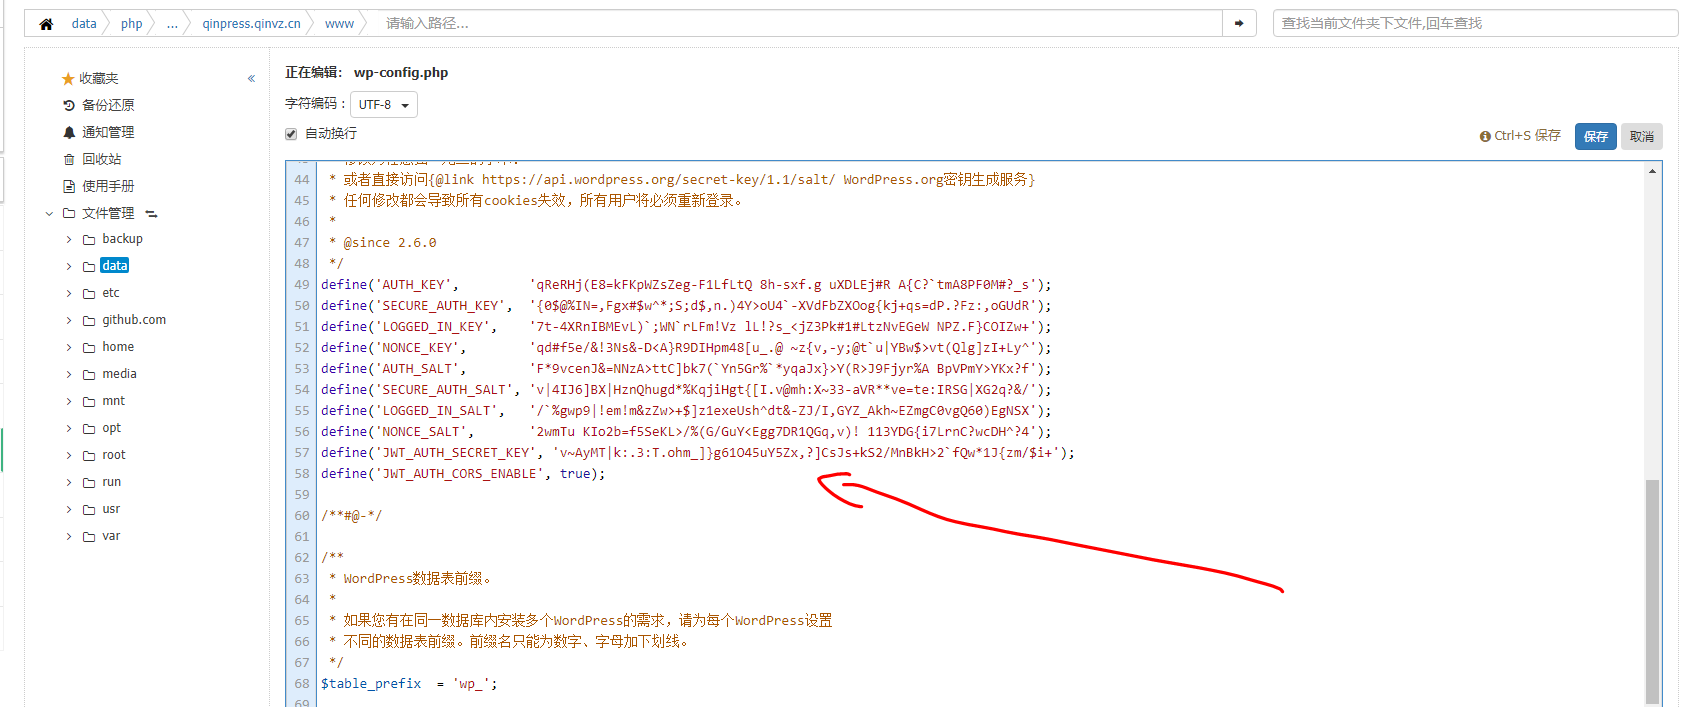 data php ... qinpress.qinvz.cn www 请输入路径...
查找当前文件夹下文件,回车查找
收藏夹
备份还原
通知管理
回收站
使用手册
文件管理
backup
data
etc
github.com
home
media
mnt
opt
root
run
usr
var
正在编辑： wp-config.php
字符编码： UTF-8
自动换行
Ctrl+S 保存 保存 取消
44 * 或者直接访问{@link https://api.wordpress.org/secret-key/1.1/salt/ WordPress.org密钥生成服务}
45 * 任何修改都会导致所有cookies失效，所有用户将必须重新登录。
46 *
47 * @since 2.6.0
48 */
49 define('AUTH_KEY', 'qReRHj(E8=kFKpWZsZeg-F1LfLtQ 8h-sxf.g uXDLEj#R A{C?`tmA8PF0M#?_s');
50 define('SECURE_AUTH_KEY', '{0$@%IN=,Fgx#$w^*;S;d$,n.)4Y>oU4`-XVdFbZXOog{kj+qs=dP.?Fz:,oGUdR');
51 define('LOGGED_IN_KEY', '7t-4XRnIBMEvL)`;WN`rLFm!Vz lL!?s_<jZ3Pk#1#LtzNvEGeW NPZ.F}COIZw+');
52 define('NONCE_KEY', 'qd#f5e/&!3Ns&-D<A}R9DIHpm48[u_.@ ~z{v,-y;@t`u|YBw$>vt(Qlg]zI+Ly^');
53 define('AUTH_SALT', 'F*9vcenJ&=NNzA>ttC]bk7(`Yn5Gr%`*yqaJx}>Y(R>J9Fjyr%A BpVPmY>YKx?f');
54 define('SECURE_AUTH_SALT', 'v|4IJ6]BX|HznQhugd*%KqjiHgt{[I.v@mh:X~33-aVR**ve=te:IRSG|XG2q?&/');
55 define('LOGGED_IN_SALT', '/`%gwp9|!em!m&zZw>+$]z1exeUsh^dt&-ZJ/I,GYZ_Akh~EZmgC0vgQ60)EgNSX');
56 define('NONCE_SALT', '2wmTu KIo2b=f5SeKL>/%(G/GuY<Egg7DR1QGq,v)! 113YDG{i7LrnC?wcDH^?4');
57 define('JWT_AUTH_SECRET_KEY', 'v~AyMT|k:.3:T.ohm_]}g61O45uY5Zx,?]CsJs+kS2/MnBkH>2`fQw*1J{zm/$i+');
58 define('JWT_AUTH_CORS_ENABLE', true);
59
60 /**#@-*/
61
62 /**
63 * WordPress数据表前缀。
64 *
65 * 如果您有在同一数据库内安装多个WordPress的需求，请为每个WordPress设置
66 * 不同的数据表前缀。前缀名只能为数字、字母加下划线。
67 */
68 $table_prefix = 'wp_';
69